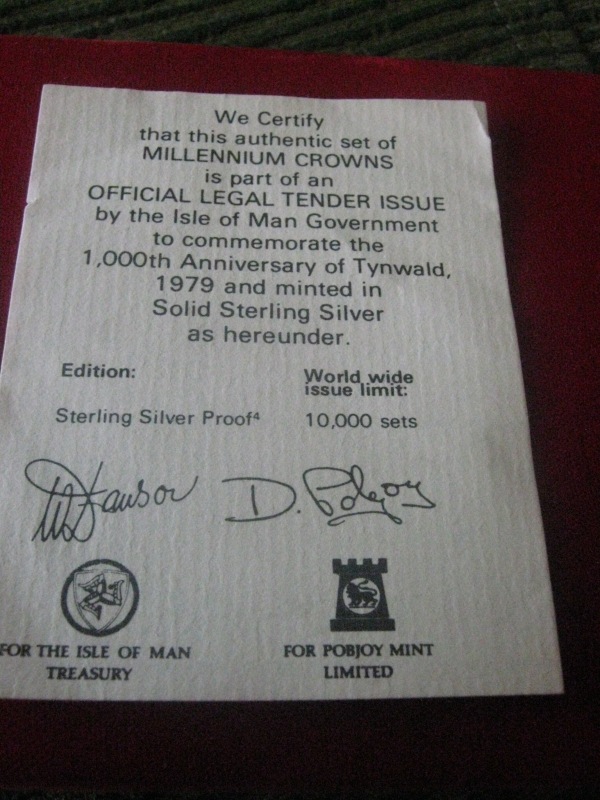 We Certify
that this authentic set of
MILLENNIUM CROWNS
is part of an
OFFICIAL LEGAL TENDER ISSUE
by the Isle of Man Government
to commemorate the
1,000th Anniversary of Tynwald,
1979 and minted in
Solid Sterling Silver
as hereunder.
Edition:
World wide
issue limit:
Sterling Silver Proof⁴
10,000 sets
D. Pobjoy
FOR THE ISLE OF MAN
TREASURY
FOR POBJOY MINT
LIMITED